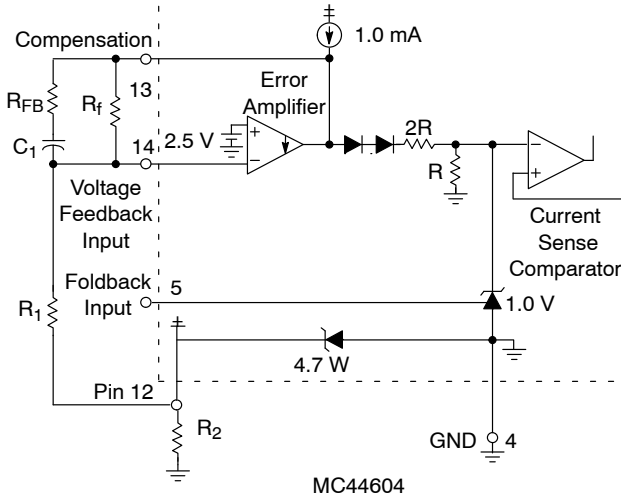 Compensation
1.0 mA
13
Error
Amplifier
RFB
Rf
2R
14
2.5 V
+
−
C1
R
−
+
Voltage
Feedback
Input
Current
Sense
Comparator
Foldback
Input
5
1.0 V
R1
4.7 W
Pin 12
R2
GND
4
MC44604